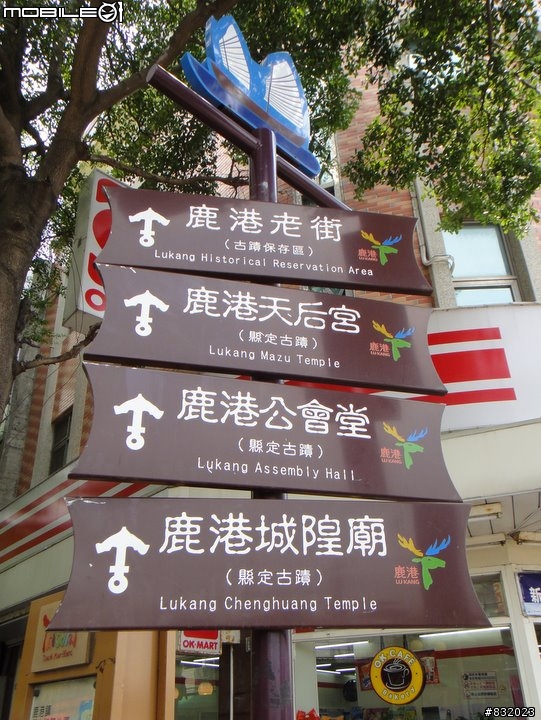 MOBILE01
鹿港老街
(古蹟保存區)
Lukang Historical Reservation Area
鹿港
LUKANG
鹿港天后宮
(縣定古蹟)
Lukang Mazu Temple
鹿港
LUKANG
鹿港公會堂
(縣定古蹟)
Lukang Assembly Hall
鹿港
LUKANG
鹿港城隍廟
(縣定古蹟)
Lukang Chenghuang Temple
鹿港
LUKANG
OK·MART
OK CAFÉ
Bakery
新
#832023